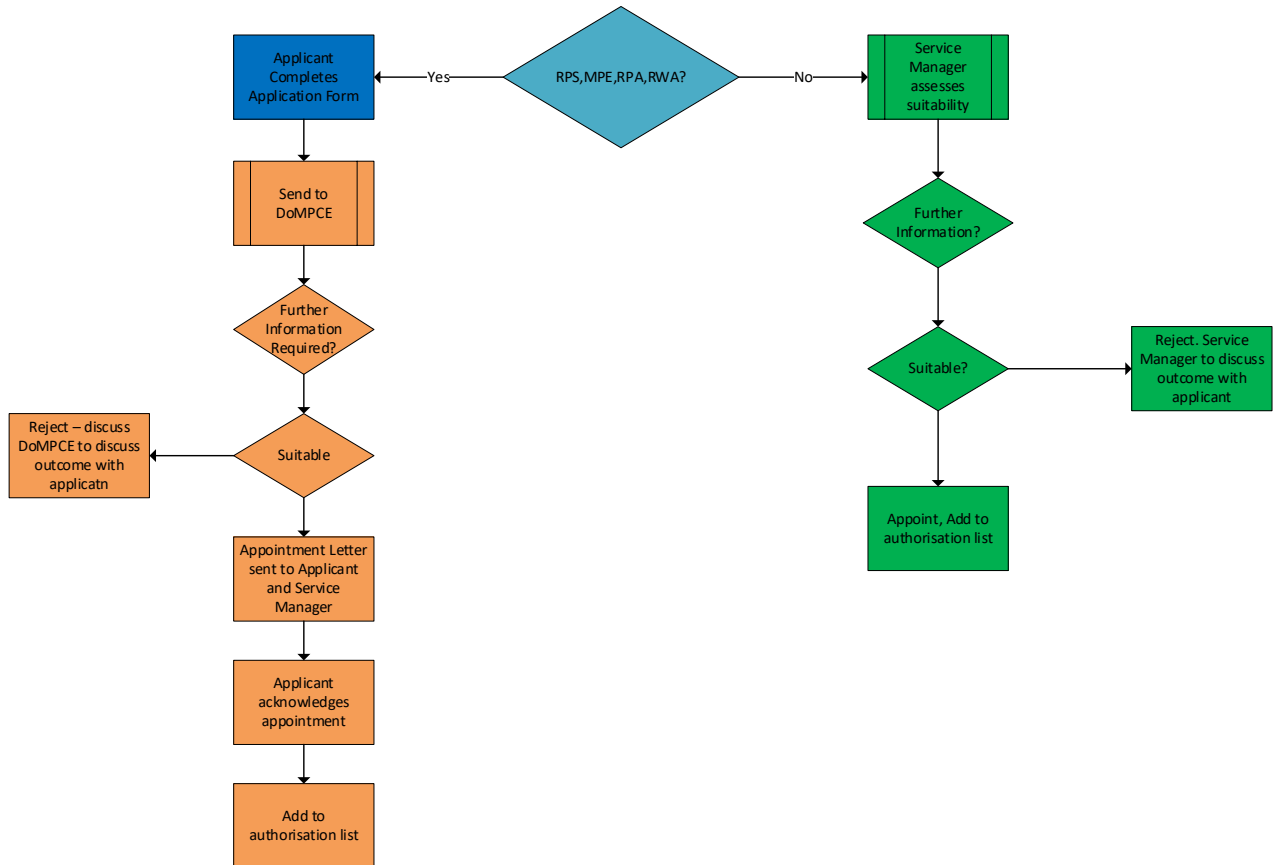 Applicant
Completes
Application Form
Yes
RPS,MPE,RPA,RWA?
No
Service
Manager
assesses
suitability
Send to
DoMPCE
Further
Information?
Further
Information
Required?
Suitable?
Reject. Service
Manager to discuss
outcome with
applicant
Reject – discuss
DoMPCE to discuss
outcome with
applicatn
Suitable
Appoint, Add to
authorisation list
Appointment Letter
sent to Applicant
and Service
Manager
Applicant
acknowledges
appointment
Add to
authorisation list